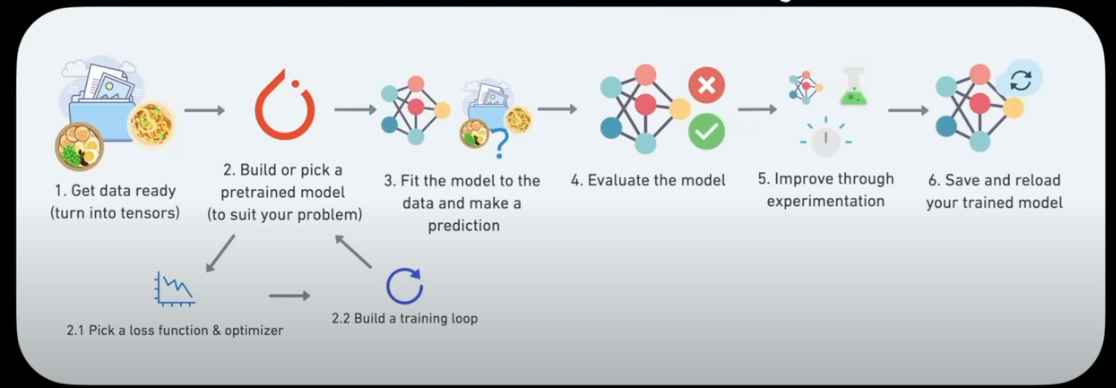 1. Get data ready
(turn into tensors)
2. Build or pick a
pretrained model
(to suit your problem)
3. Fit the model to the
data and make a
prediction
4. Evaluate the model
5. Improve through
experimentation
6. Save and reload
your trained model
2.1 Pick a loss function & optimizer
2.2 Build a training loop